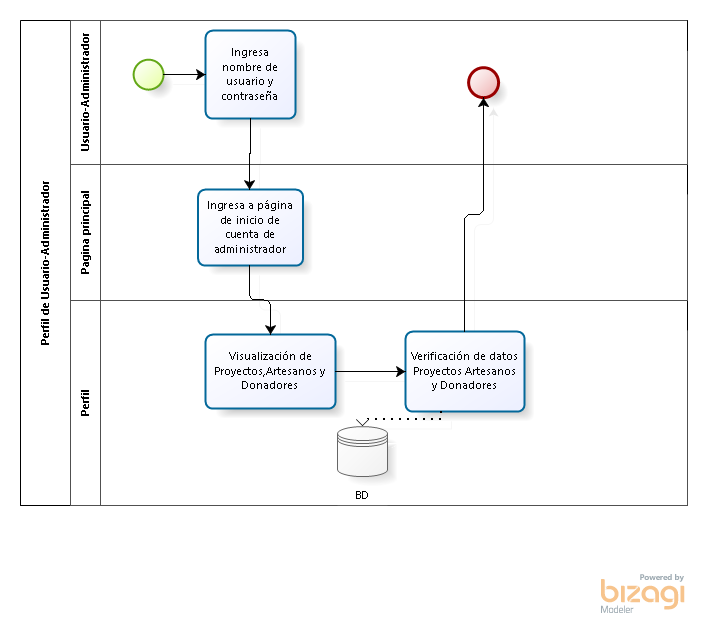 Perfil de Usuario-Administrador
Usuario-Administrador
Ingresa
nombre de
usuario y
contraseña
Pagina principal
Ingresa a página
de inicio de
cuenta de
administrador
Perfil
Visualización de
Proyectos,Artesanos y
Donadores
Verificación de datos
Proyectos Artesanos
y Donadores
BD
Powered by
bizagi
Modeler